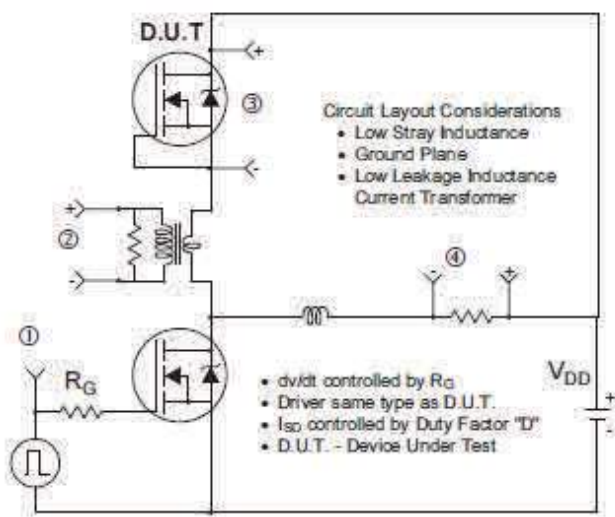 D.U.T
+
③
-
Circuit Layout Considerations
• Low Stray Inductance
• Ground Plane
• Low Leakage Inductance
Current Transformer
+
②
-
④
- +
①
RG
VDD
+
-
• dv/dt controlled by RG
• Driver same type as D.U.T.
• ISD controlled by Duty Factor "D"
• D.U.T. - Device Under Test